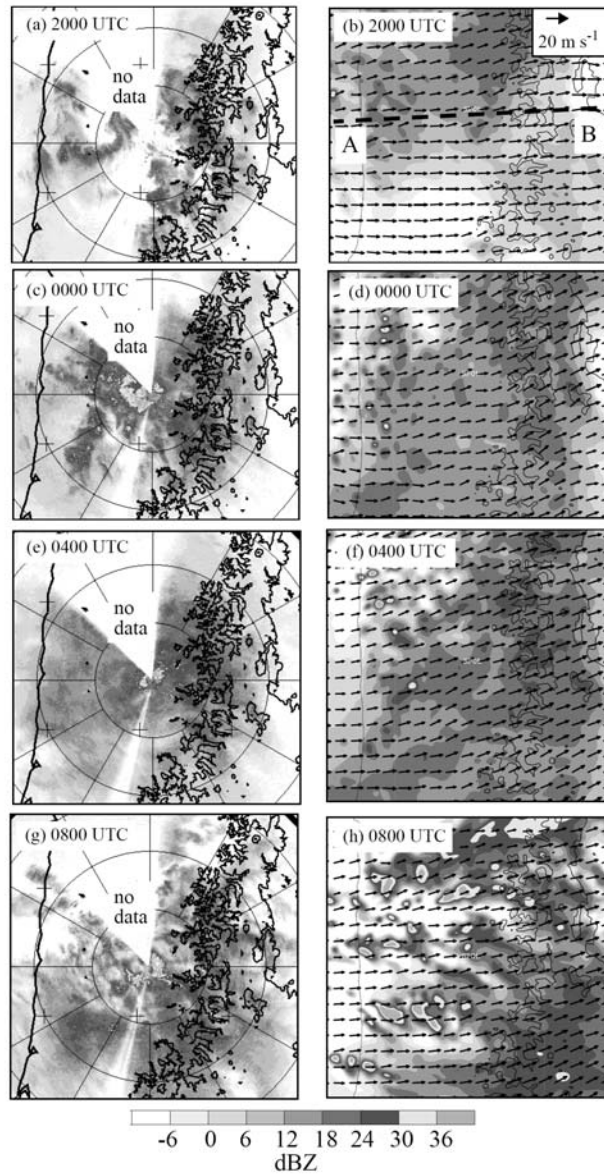 (a) 2000 UTC
no
data
(b) 2000 UTC
20 m s⁻¹
A
B
(c) 0000 UTC
no
data
(d) 0000 UTC
(e) 0400 UTC
no
data
(f) 0400 UTC
(g) 0800 UTC
no
data
(h) 0800 UTC
-6 0 6 12 18 24 30 36
dBZ